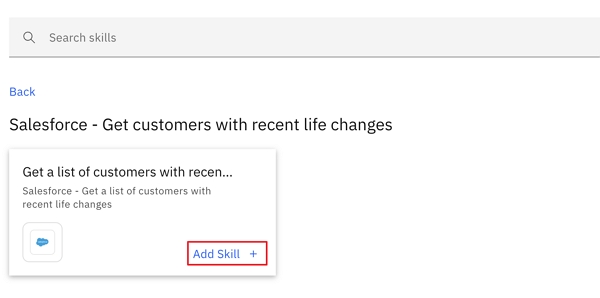 Search skills
Back
Salesforce - Get customers with recent life changes
Get a list of customers with recen...
Salesforce - Get a list of customers with
recent life changes
Add Skill +